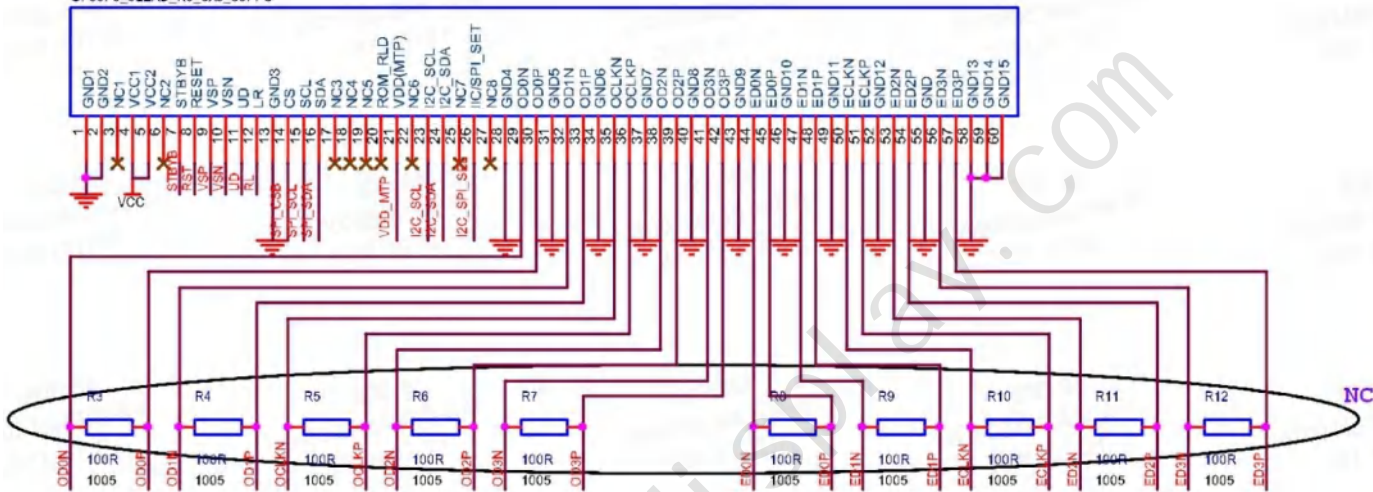 GND1 GND2 NC1 VCC1 VCC2 NC2 STBYB RESET VSP VSN UD LR GND3 CS SCL SDA NC3 NC4 NC5 ROM_RLD VDD(MTP) NC6 I2C_SCL I2C_SDA NC7 IIC/SPI_SET NC8 GND4 OD0N OD0P GND5 OD1N OD1P GND6 OCLKN OCLKP GND7 OD2N OD2P GND8 OD3N OD3P GND9 ED0N ED0P GND10 ED1N ED1P GND11 ECLKN ECLKP GND12 ED2N ED2P GND ED3N ED3P GND13 GND14 GND15
1 2 3 4 5 6 7 8 9 10 11 12 13 14 15 16 17 18 19 20 21 22 23 24 25 26 27 28 29 30 31 32 33 34 35 36 37 38 39 40 41 42 43 44 45 46 47 48 49 50 51 52 53 54 55 56 57 58 59 60
VCC STBYB RST VSP VSN UD RL SPI_CSB SPI_SCL SPI_SDA VDD_MTP I2C_SCL I2C_SDA
R3 R4 R5 R6 R7 R8 R9 R10 R11 R12 NC
OD0N OD0P OD1N OD1P OCLKN OCLKP OD2N OD2P OD3N OD3P ED0N ED0P ED1N ED1P ECLKN ECLKP ED2N ED2P ED3N ED3P
100R 100R 100R 100R 100R 100R 100R 100R 100R 100R
1005 1005 1005 1005 1005 1005 1005 1005 1005 1005